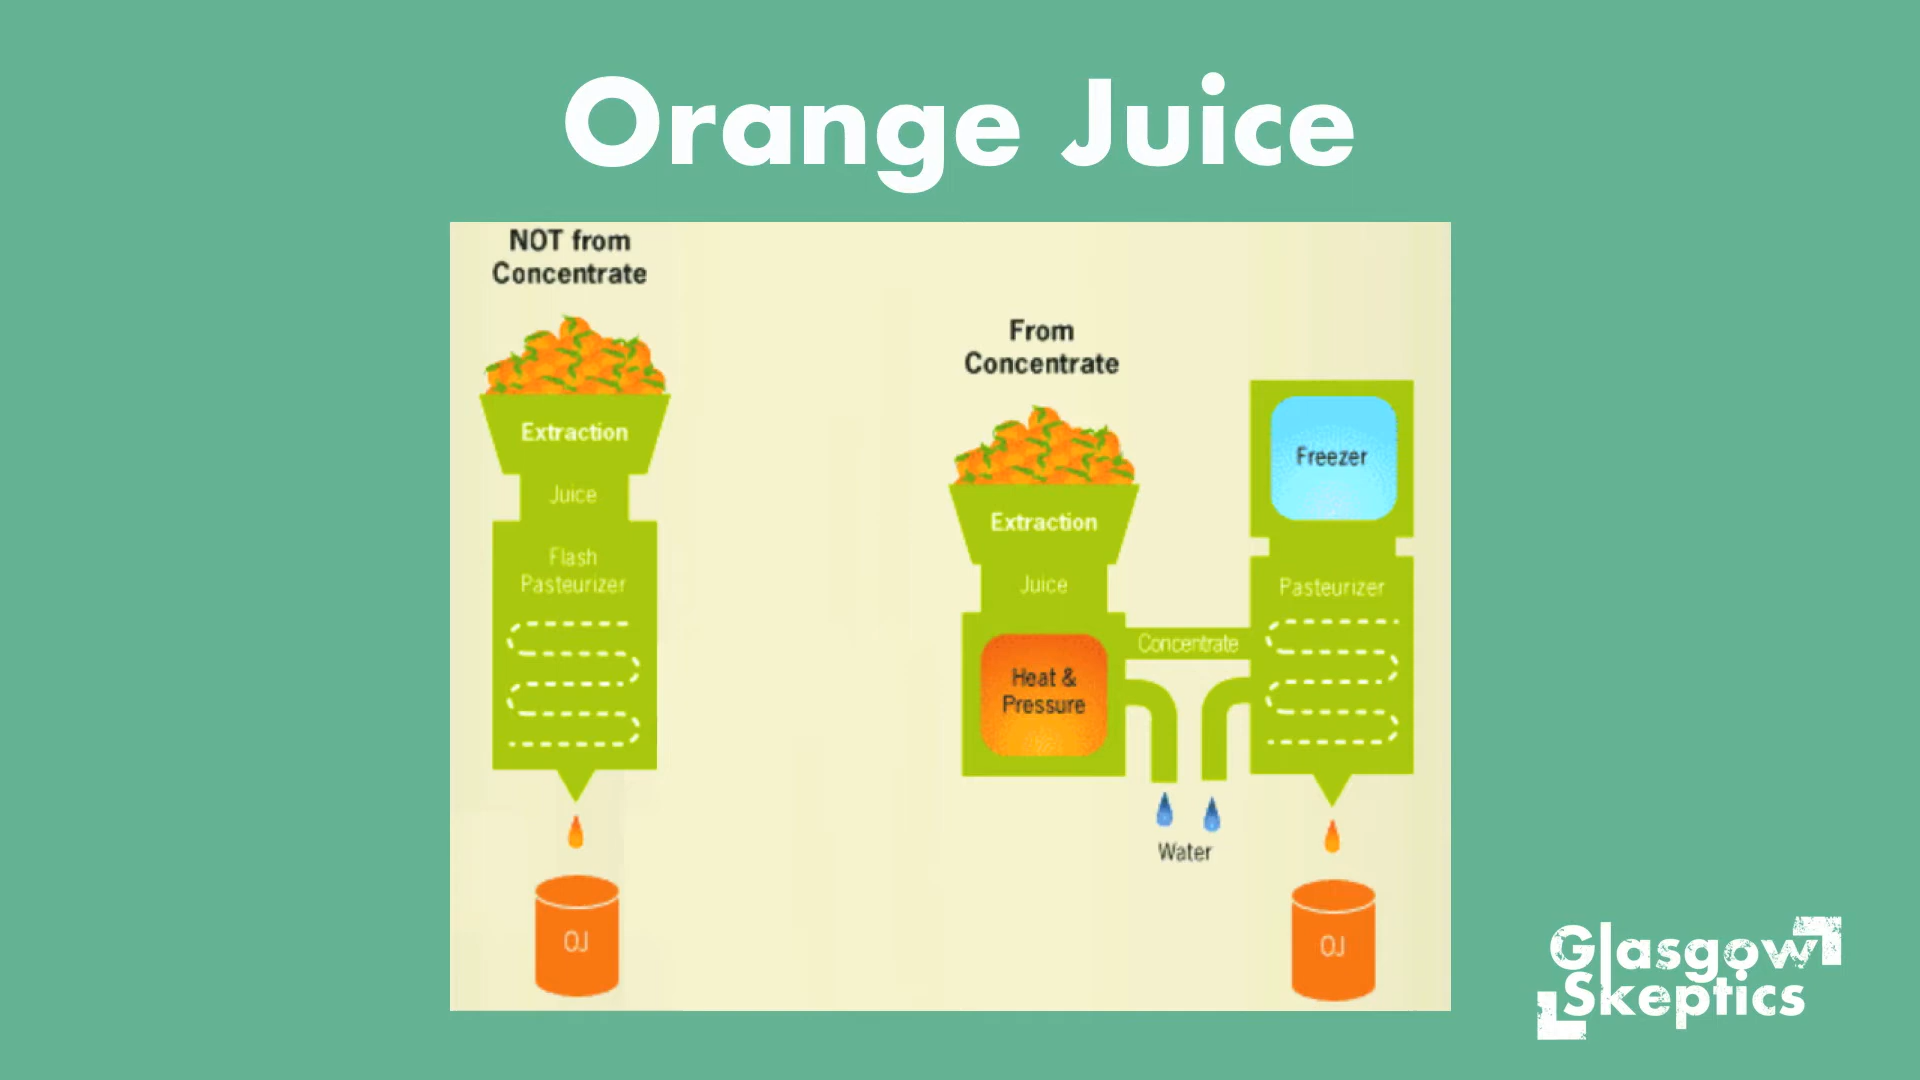 Orange Juice
NOT from
Concentrate
Extraction
Juice
Flash
Pasteurizer
OJ
From
Concentrate
Extraction
Juice
Heat &
Pressure
Concentrate
Water
Freezer
Pasteurizer
OJ
Glasgow
Skeptics